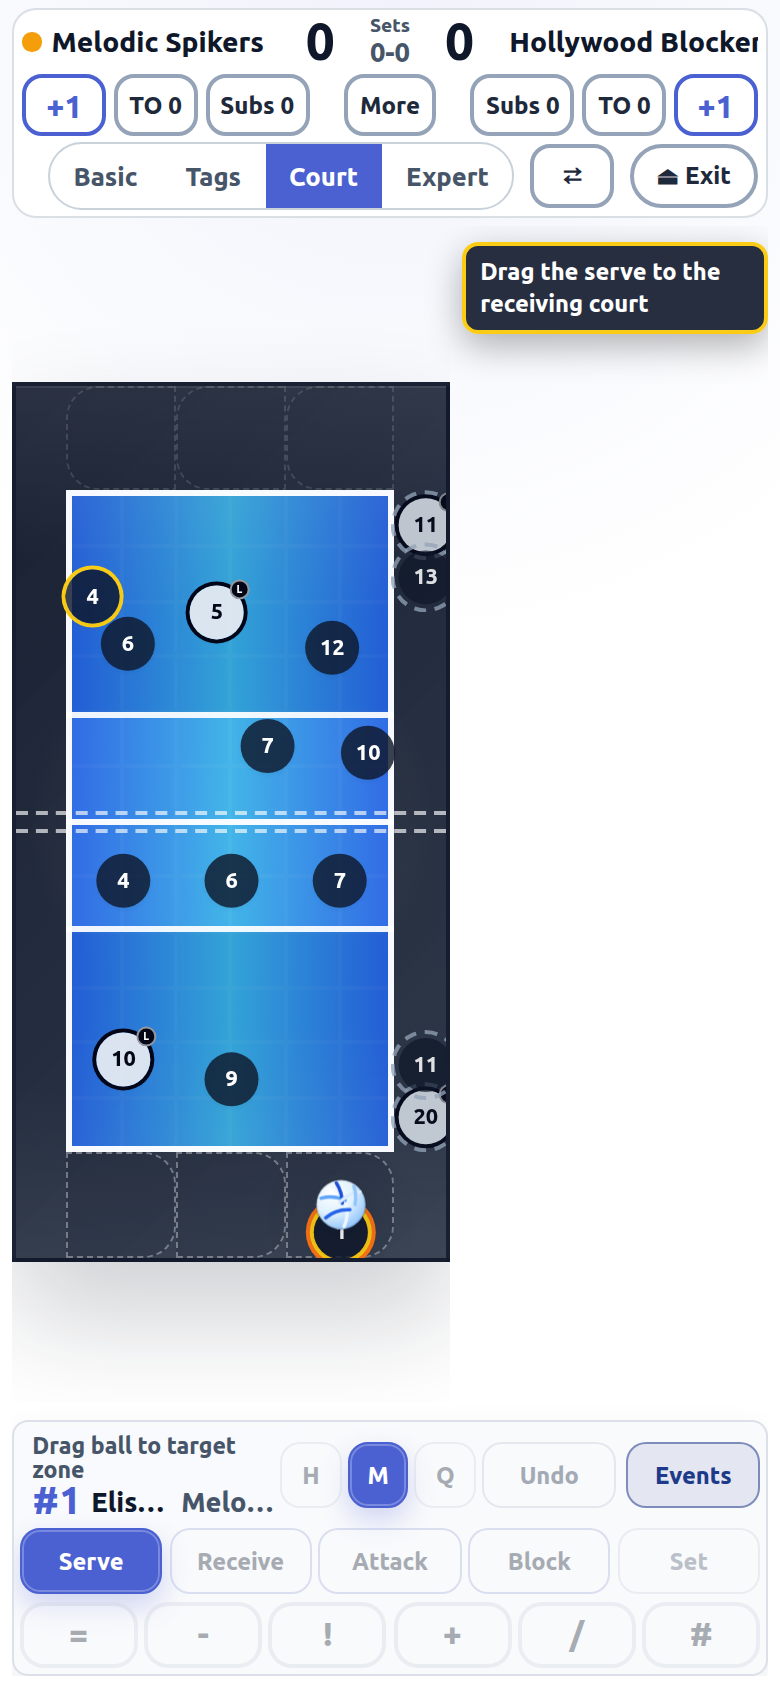 Melodic Spikers 0 Sets 0-0 0 Hollywood Blocker
+1 TO 0 Subs 0 More Subs 0 TO 0 +1
Basic Tags Court Expert ⇄ ⏏ Exit
Drag the serve to the
receiving court
11
13
4
5 L
6
12
7
10
4 6 7
10 L
9
11
20
Drag ball to target
zone
#1 Elis... Melo...
H M Q Undo Events
Serve Receive Attack Block Set
= - ! + / #